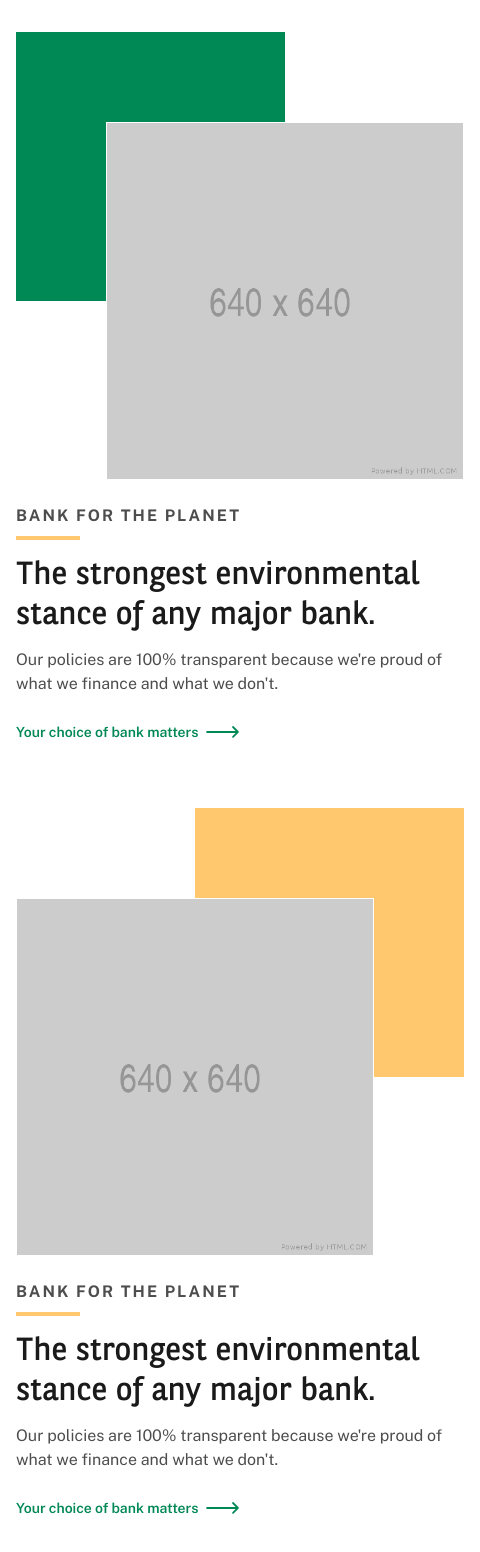 640 x 640
Powered by HTML.COM
BANK FOR THE PLANET
The strongest environmental
stance of any major bank.
Our policies are 100% transparent because we're proud of
what we finance and what we don't.
Your choice of bank matters
640 x 640
Powered by HTML.COM
BANK FOR THE PLANET
The strongest environmental
stance of any major bank.
Our policies are 100% transparent because we're proud of
what we finance and what we don't.
Your choice of bank matters